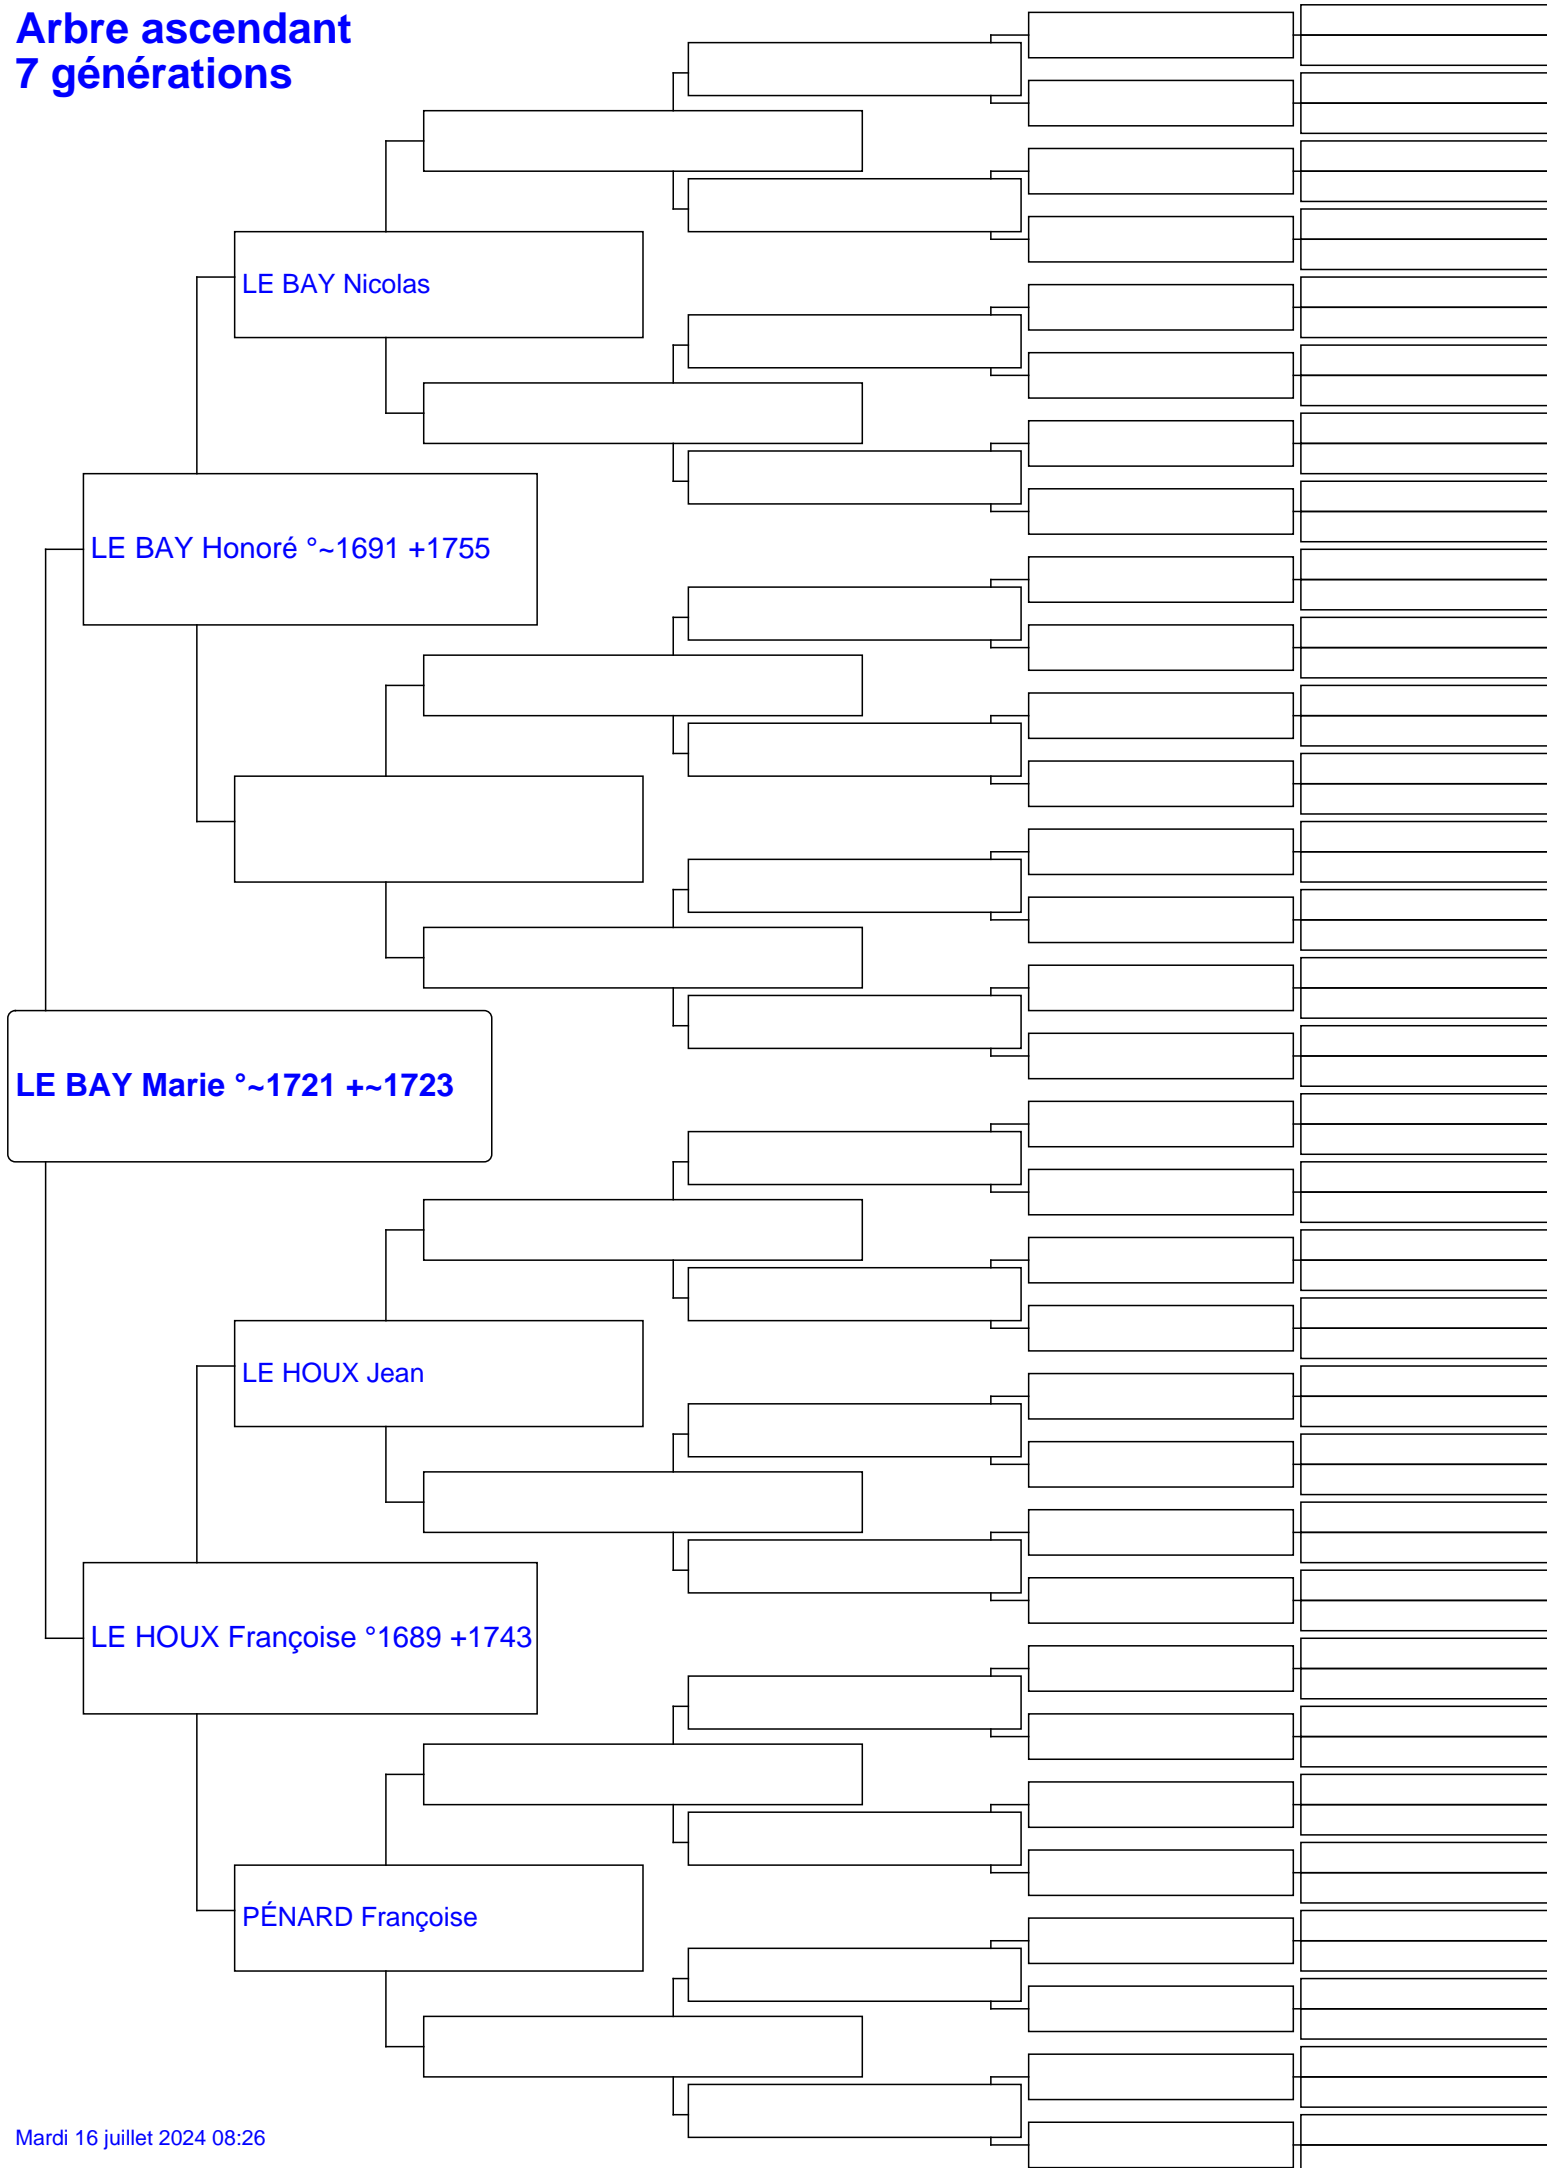 Arbre ascendant
7 générations
LE BAY Nicolas
LE BAY Honoré °~1691 +1755
LE BAY Marie °~1721 +~1723
LE HOUX Jean
LE HOUX Françoise °1689 +1743
PÉNARD Françoise
Mardi 16 juillet 2024 08:26